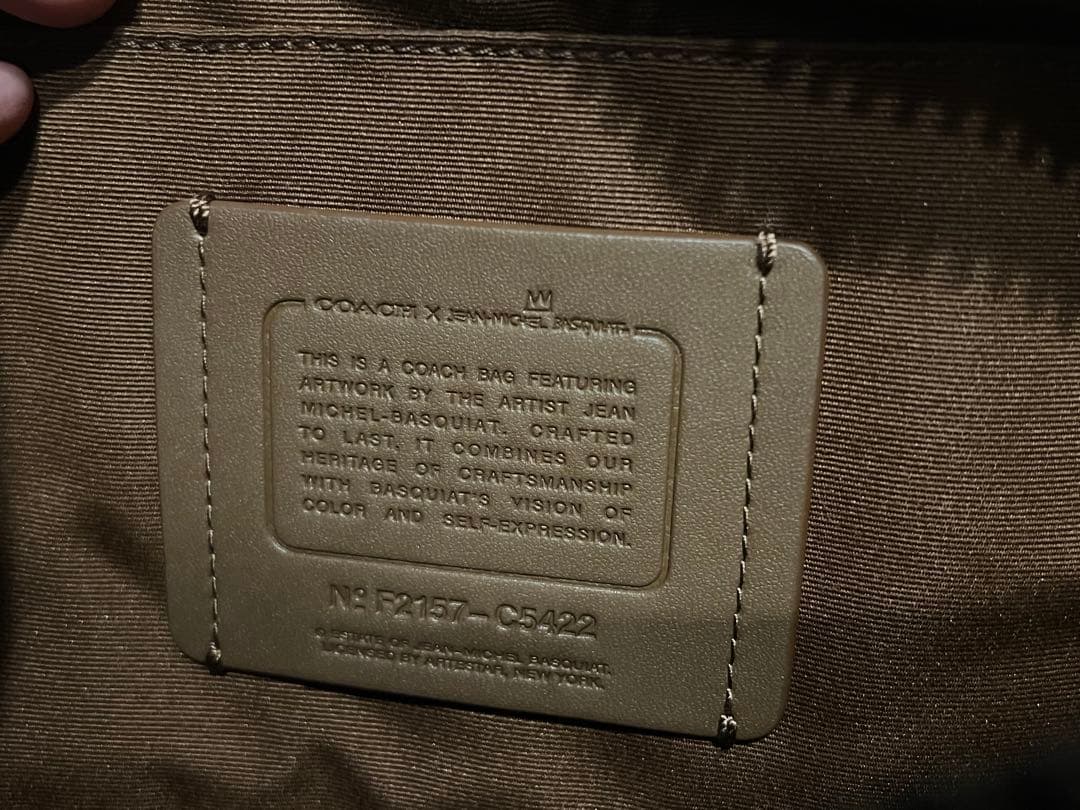 COACH X JEAN-MICHEL BASQUIAT
THIS IS A COACH BAG FEATURING
ARTWORK BY THE ARTIST JEAN
MICHEL-BASQUIAT. CRAFTED
TO LAST, IT COMBINES OUR
HERITAGE OF CRAFTSMANSHIP
WITH BASQUIAT'S VISION OF
COLOR AND SELF-EXPRESSION.
Nº F2157-C5422
© ESTATE OF JEAN-MICHEL BASQUIAT.
LICENSED BY ARTESTAR, NEW YORK.